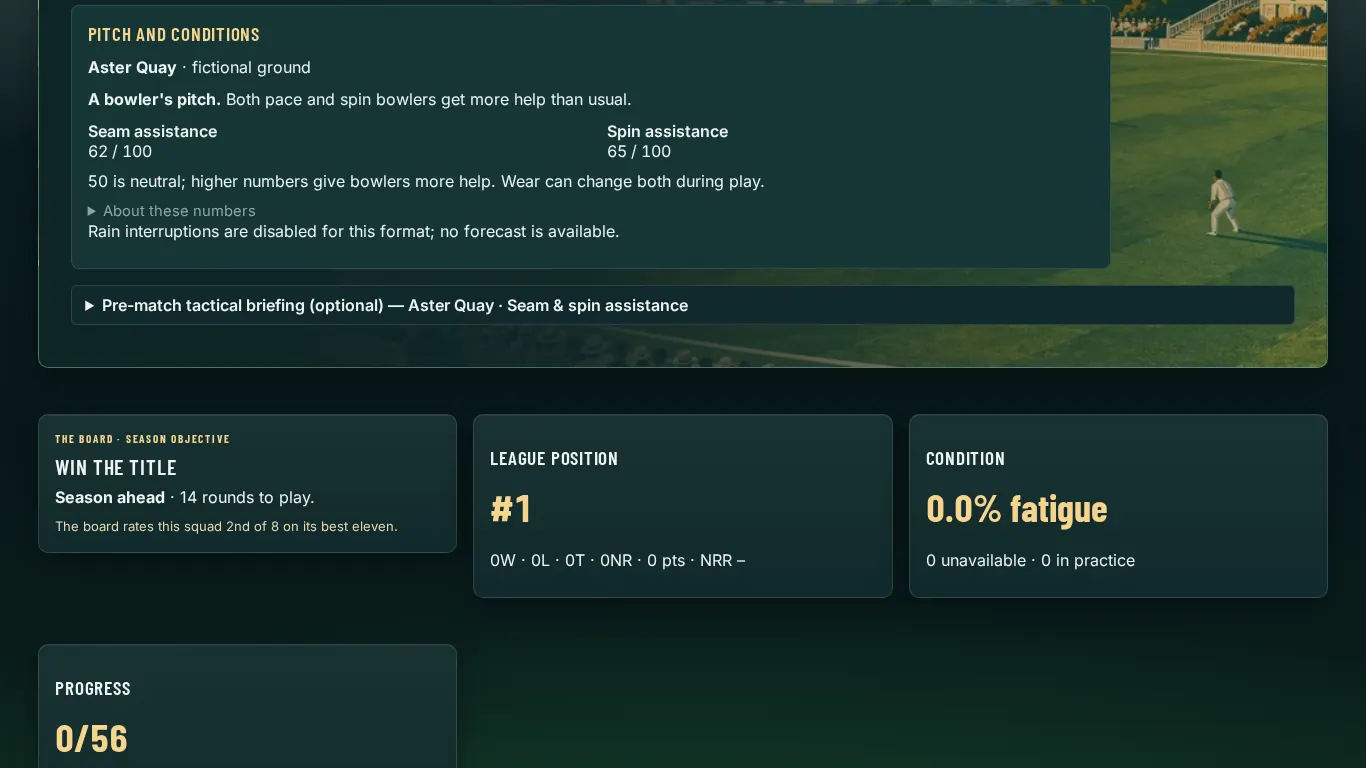 PITCH AND CONDITIONS
Aster Quay · fictional ground
A bowler's pitch. Both pace and spin bowlers get more help than usual.
Seam assistance
62 / 100
Spin assistance
65 / 100
50 is neutral; higher numbers give bowlers more help. Wear can change both during play.
▶ About these numbers
Rain interruptions are disabled for this format; no forecast is available.
▶ Pre-match tactical briefing (optional) — Aster Quay · Seam & spin assistance
THE BOARD · SEASON OBJECTIVE
WIN THE TITLE
Season ahead · 14 rounds to play.
The board rates this squad 2nd of 8 on its best eleven.
LEAGUE POSITION
#1
0W · 0L · 0T · 0NR · 0 pts · NRR –
CONDITION
0.0% fatigue
0 unavailable · 0 in practice
PROGRESS
0/56